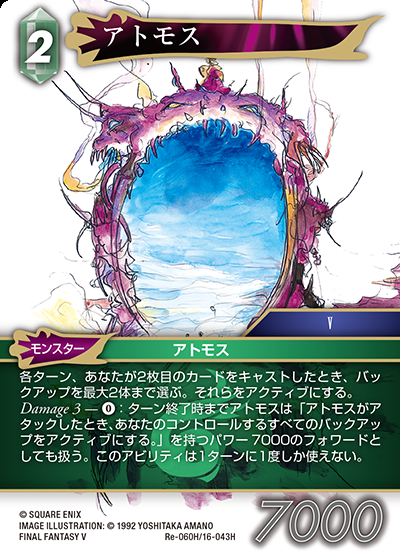 2
アトモス
V
モンスター
アトモス
各ターン、あなたが2枚目のカードをキャストしたとき、バッ
クアップを最大2体まで選ぶ。それらをアクティブにする。
Damage 3 — 0：ターン終了時までアトモスは「アトモスがア
タックしたとき、あなたのコントロールするすべてのバックアッ
プをアクティブにする。」を持つパワー7000のフォワードと
しても扱う。このアビリティは1ターンに1度しか使えない。
© SQUARE ENIX
IMAGE ILLUSTRATION: © 1992 YOSHITAKA AMANO
FINAL FANTASY V
Re-060H/16-043H
7000